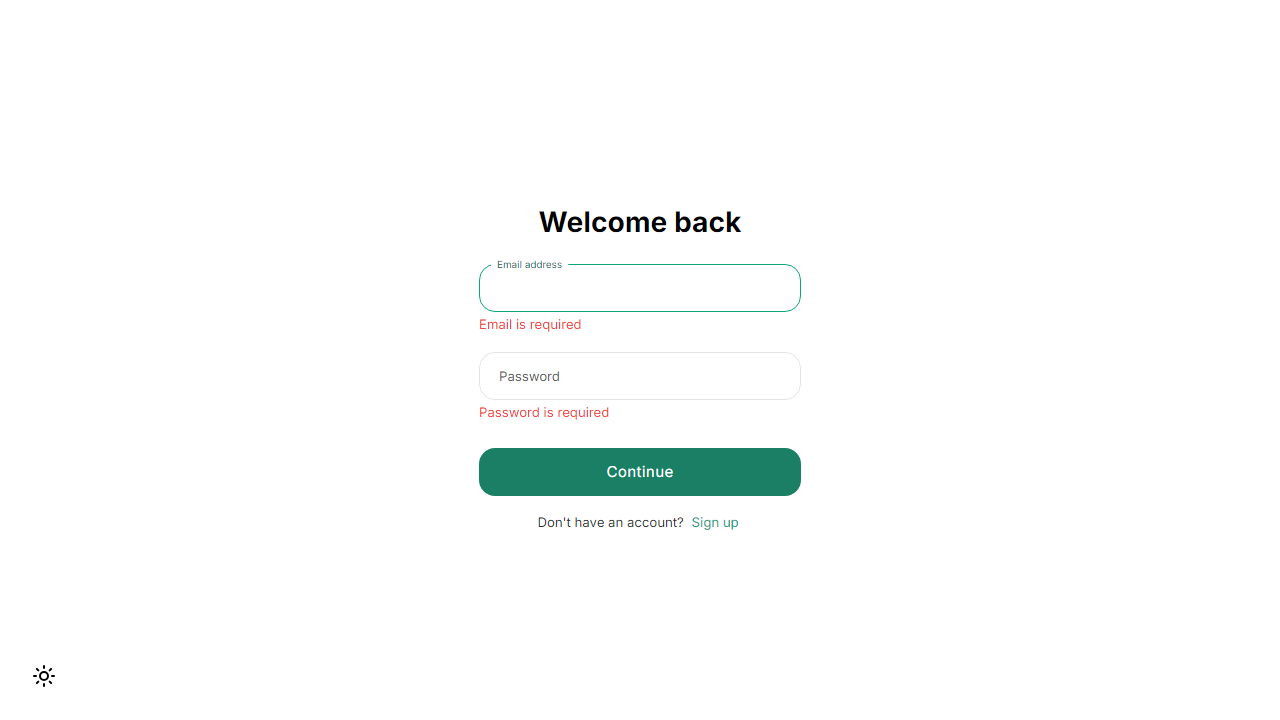 Welcome back
Email address
Email is required
Password
Password is required
Continue
Don't have an account? Sign up